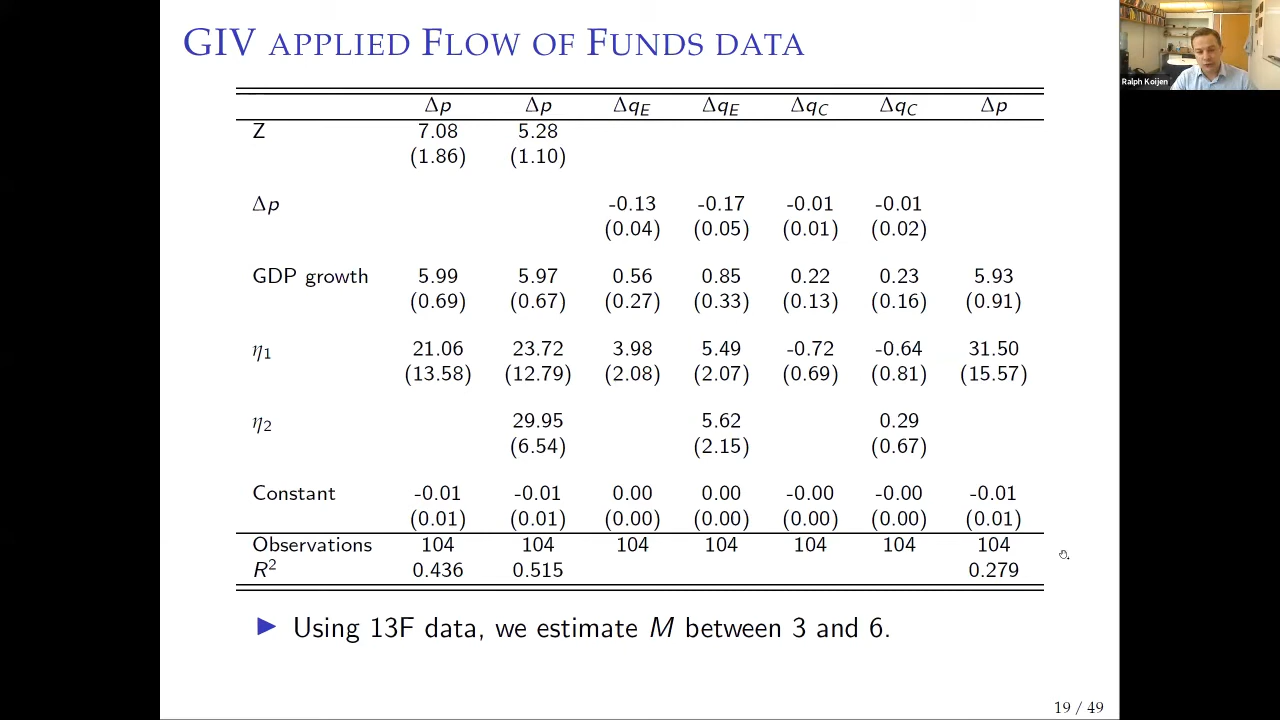 GIV APPLIED FLOW OF FUNDS DATA
Ralph Koijen
Δp Δp ΔqE ΔqE ΔqC ΔqC Δp
Z 7.08 5.28
(1.86) (1.10)
Δp -0.13 -0.17 -0.01 -0.01
(0.04) (0.05) (0.01) (0.02)
GDP growth 5.99 5.97 0.56 0.85 0.22 0.23 5.93
(0.69) (0.67) (0.27) (0.33) (0.13) (0.16) (0.91)
η1 21.06 23.72 3.98 5.49 -0.72 -0.64 31.50
(13.58) (12.79) (2.08) (2.07) (0.69) (0.81) (15.57)
η2 29.95 5.62 0.29
(6.54) (2.15) (0.67)
Constant -0.01 -0.01 0.00 0.00 -0.00 -0.00 -0.01
(0.01) (0.01) (0.00) (0.00) (0.00) (0.00) (0.01)
Observations 104 104 104 104 104 104 104
R² 0.436 0.515 0.279
Using 13F data, we estimate M between 3 and 6.
19 / 49